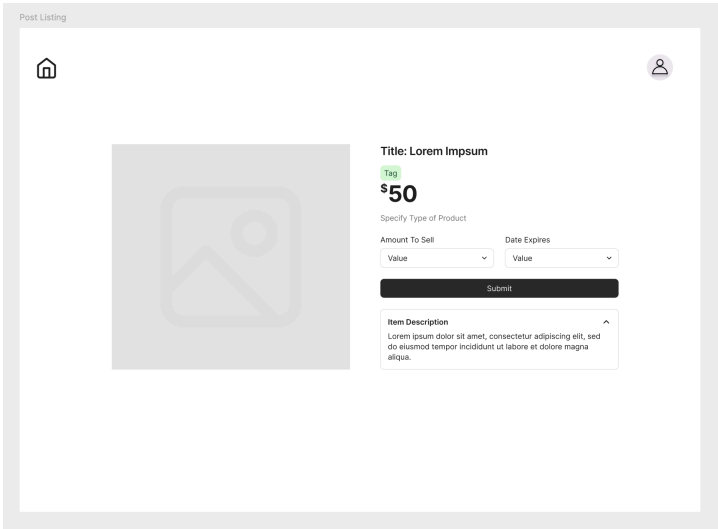 Post Listing
Title: Lorem Impsum
Tag
$50
Specify Type of Product
Amount To Sell
Date Expires
Value
Value
Submit
Item Description
Lorem ipsum dolor sit amet, consectetur adipiscing elit, sed
do eiusmod tempor incididunt ut labore et dolore magna
aliqua.